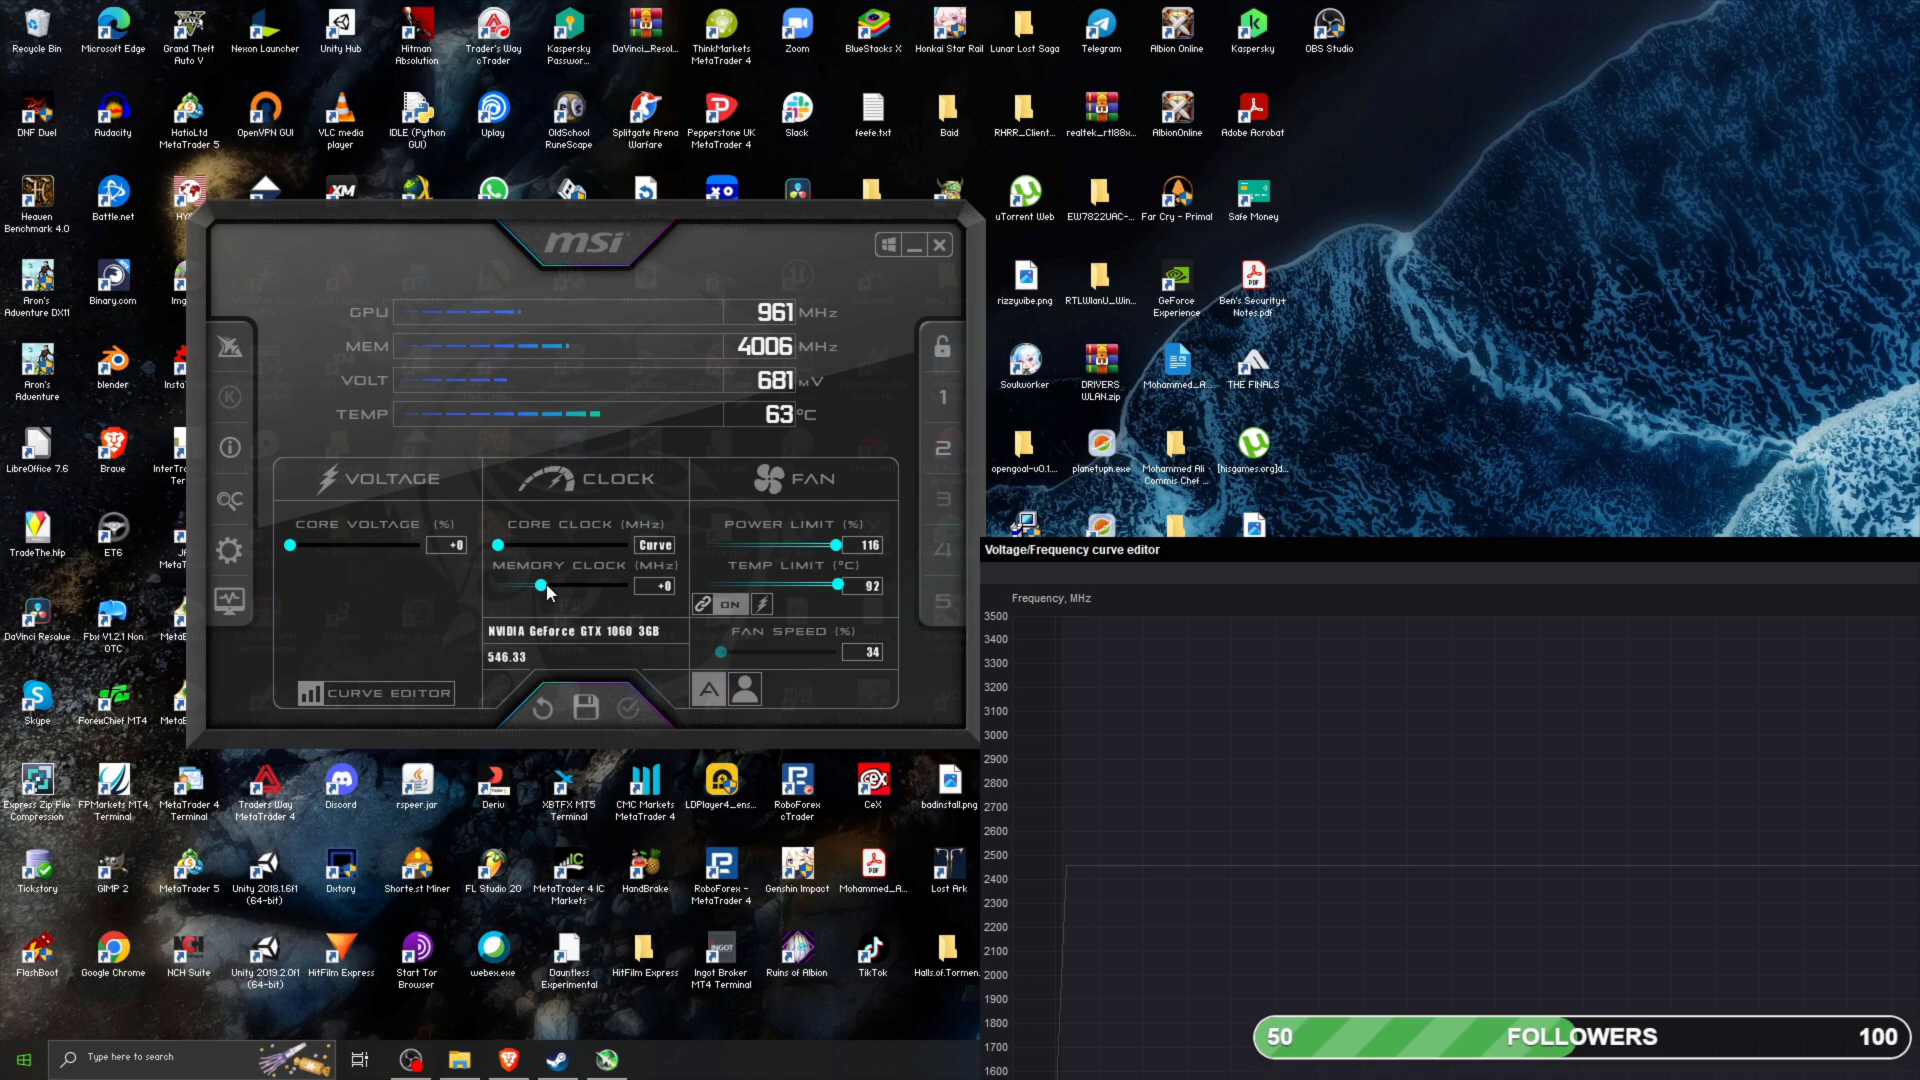 Recycle Bin
Microsoft Edge
Grand Theft
Auto V
Nexon Launcher
Unity Hub
Hitman
Absolution
Trader's Way
cTrader
Kaspersky
Passwor...
DaVinci_Resol...
ThinkMarkets
MetaTrader 4
Zoom
BlueStacks X
Honkai Star Rail
Lunar Lost Saga
Telegram
Albion Online
Kaspersky
OBS Studio
DNF Duel
Audacity
HatioLtd
MetaTrader 5
OpenVPN GUI
VLC media
player
IDLE (Python
GUI)
Uplay
OldSchool
RuneScape
Splitgate Arena
Warfare
Pepperstone UK
MetaTrader 4
Slack
feefe.txt
Baid
RHRR_Client...
realtek_rtl88x...
AlbionOnline
Adobe Acrobat
Heaven
Benchmark 4.0
Battle.net
XM
uTorrent Web
EW7822UAC-...
Far Cry - Primal
Safe Money
Aron's
Adventure DX11
Binary.com
rizzyvibe.png
RTLWlanU_Win...
GeForce
Experience
Ben's Security+
Notes.pdf
Aron's
Adventure
blender
Soulworker
DRIVERS
WLAN.zip
Mohammed_A...
THE FINALS
LibreOffice 7.6
Brave
opengoal-v0.1....
planetvpn.exe
Mohammed Ali -
Commis Chef ...
[hisgames.org]d...
TradeThe.hfp
ET6
DaVinci Resolve
Fbx V1.2.1 Non
OTC
Skype
ForexChief MT4
msi
GPU 961 MHz
MEM 4006 MHz
VOLT 681 mV
TEMP 63 °C
K
1
2
3
4
5
VOLTAGE
CLOCK
FAN
CORE VOLTAGE (%)
+0
CORE CLOCK (MHz)
Curve
MEMORY CLOCK (MHz)
+0
POWER LIMIT (%)
116
TEMP LIMIT (°C)
92
ON
NVIDIA GeForce GTX 1060 3GB
546.33
FAN SPEED (%)
34
CURVE EDITOR
A
Voltage/Frequency curve editor
Frequency, MHz
3500
3400
3300
3200
3100
3000
2900
2800
2700
2600
2500
2400
2300
2200
2100
2000
1900
1800
1700
1600
Express Zip File
Compression
FPMarkets MT4
Terminal
MetaTrader 4
Terminal
Traders Way
MetaTrader 4
Discord
rspeer.jar
Deriv
XBTFX MT5
Terminal
CMC Markets
MetaTrader 4
LDPlayer4_ens...
RoboForex
cTrader
CeX
badinstall.png
Tickstory
GIMP 2
MetaTrader 5
Unity 2018.1.6f1
(64-bit)
Dxtory
Shorte.st Miner
FL Studio 20
MetaTrader 4 IC
Markets
HandBrake
RoboForex -
MetaTrader 4
Genshin Impact
Mohammed_A...
Lost Ark
FlashBoot
Google Chrome
NCH Suite
Unity 2019.2.0f1
(64-bit)
HitFilm Express
Start Tor
Browser
webex.exe
Dauntless
Experimental
HitFilm Express
Ingot Broker
MT4 Terminal
Ruins of Albion
TikTok
Halls.of.Tormen...
50 FOLLOWERS 100
Type here to search